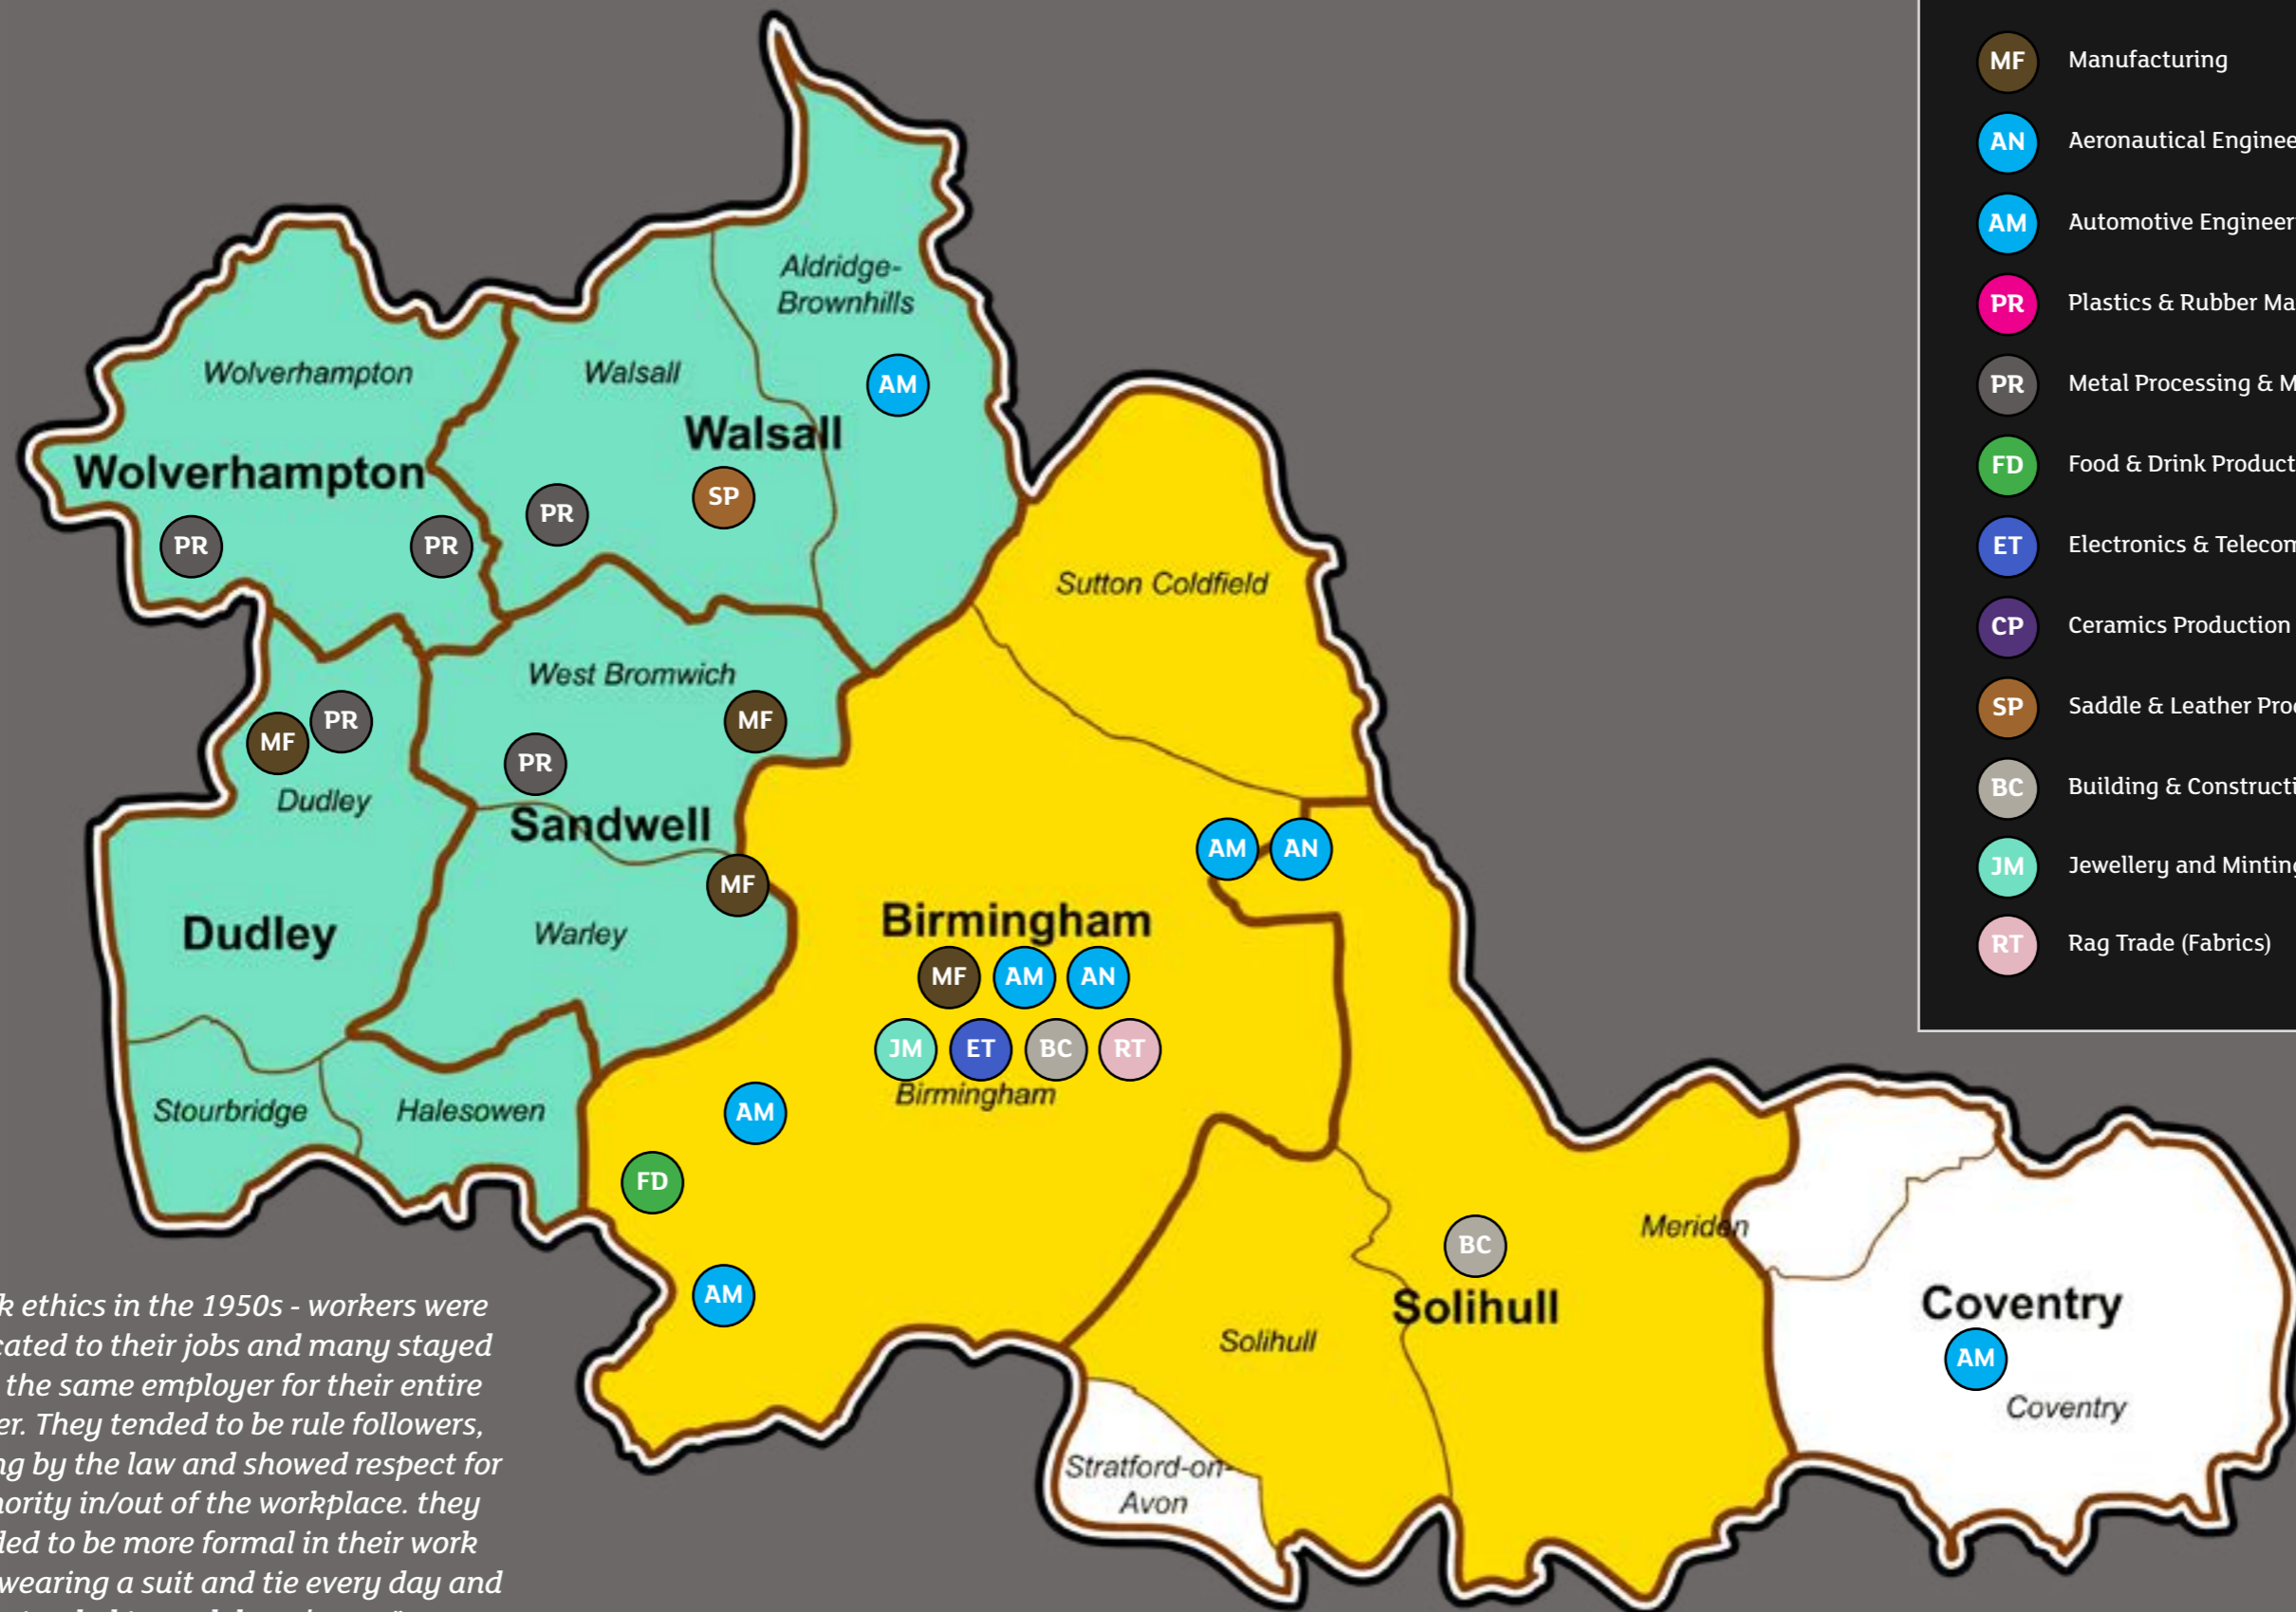 MF Manufacturing
AN Aeronautical Enginee
AM Automotive Engineer
PR Plastics & Rubber Ma
PR Metal Processing & M
FD Food & Drink Product
ET Electronics & Telecom
CP Ceramics Production
SP Saddle & Leather Pro
BC Building & Constructi
JM Jewellery and Minting
RT Rag Trade (Fabrics)
Aldridge-
Brownhills
Wolverhampton
Walsall
AM
Walsall
Wolverhampton
SP
PR
PR
PR
Sutton Coldfield
West Bromwich
MF
PR
MF
PR
Dudley
Sandwell
AM
AN
MF
Birmingham
Dudley
Warley
MF
AM
AN
JM
ET
BC
RT
Birmingham
Stourbridge
Halesowen
AM
FD
Meriden
BC
AM
Solihull
Coventry
Solihull
AM
Coventry
Stratford-on-
Avon
k ethics in the 1950s - workers were
cated to their jobs and many stayed
the same employer for their entire
er. They tended to be rule followers,
ng by the law and showed respect for
hority in/out of the workplace. they
ded to be more formal in their work
wearing a suit and tie every day and